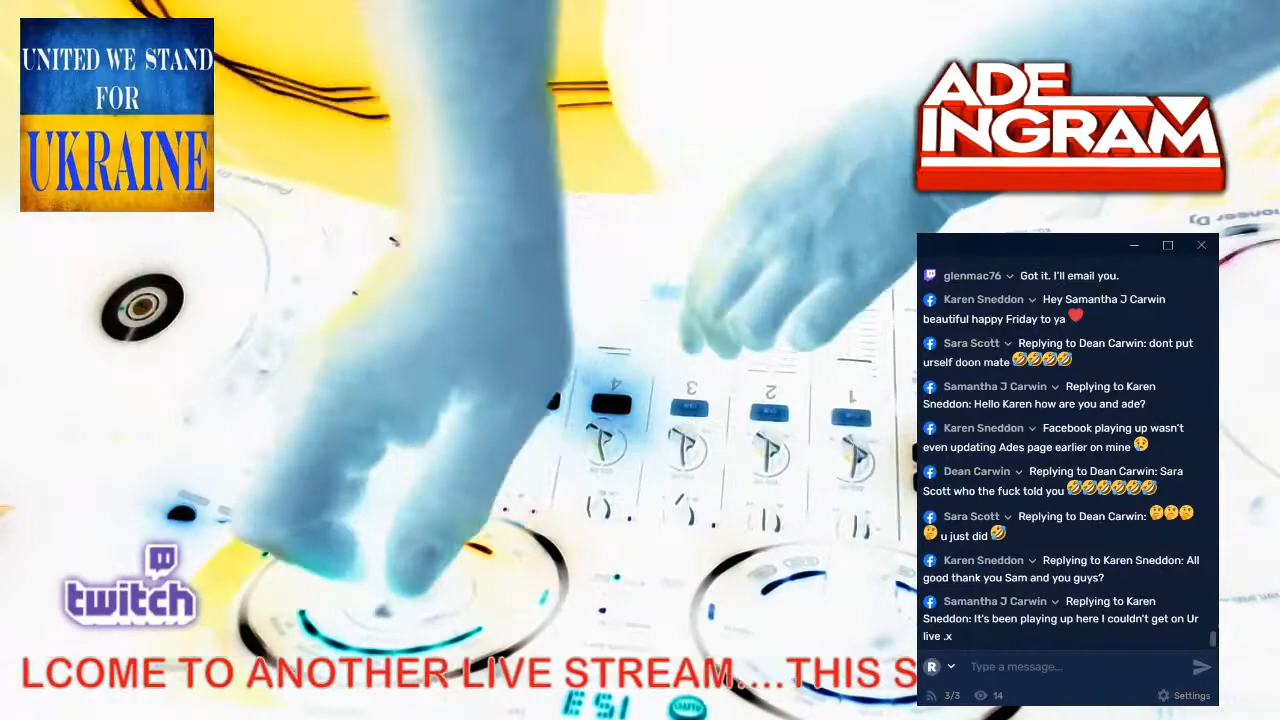 UNITED WE STAND
FOR
UKRAINE
ADE
INGRAM
Pioneer Dj
glenmac76 Got it. I'll email you.
Karen Sneddon Hey Samantha J Carwin
beautiful happy Friday to ya ❤️
Sara Scott Replying to Dean Carwin: dont put
urself doon mate 🤣🤣🤣🤣
Samantha J Carwin Replying to Karen
Sneddon: Hello Karen how are you and ade?
Karen Sneddon Facebook playing up wasn't
even updating Ades page earlier on mine 😥
Dean Carwin Replying to Dean Carwin: Sara
Scott who the fuck told you 🤣🤣🤣🤣🤣🤣
Sara Scott Replying to Dean Carwin: 🤔🤔🤔
🤔 u just did 🤣
Karen Sneddon Replying to Karen Sneddon: All
good thank you Sam and you guys?
Samantha J Carwin Replying to Karen
Sneddon: It's been playing up here I couldn't get on Ur
live .x
R Type a message...
3/3 14 Settings
4 3 2 1
twitch
LCOME TO ANOTHER LIVE STREAM....THIS S